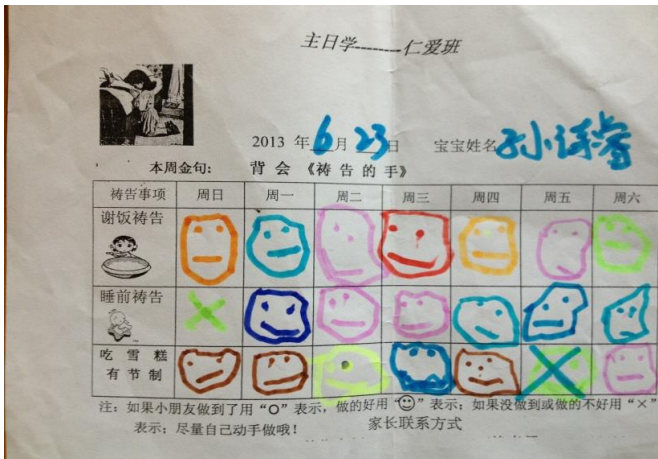 主日学-------仁爱班
2013 年 6 月 23 日 宝宝姓名
本周金句: 背 会 《祷 告 的 手》
祷告事项 周日 周一 周二 周三 周四 周五 周六
谢饭祷告
睡前祷告
吃 雪 糕
有 节 制
注：如果小朋友做到了用“O”表示，做的好用“☺”表示；如果没做到或做的不好用“×”
表示；尽量自己动手做哦！ 家长联系方式